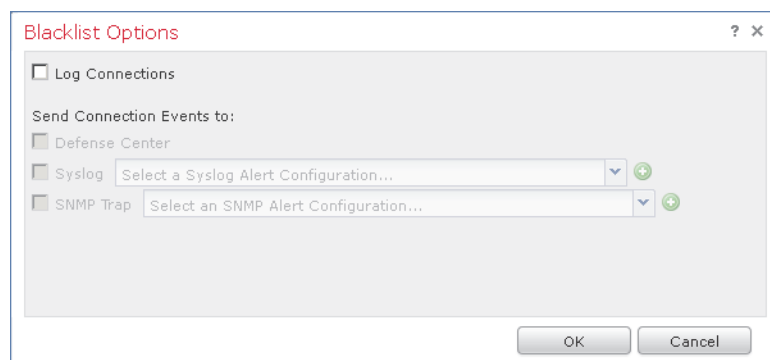 Blacklist Options
?
Log Connections
Send Connection Events to:
Defense Center
Syslog Select a Syslog Alert Configuration...
SNMP Trap Select an SNMP Alert Configuration...
OK Cancel